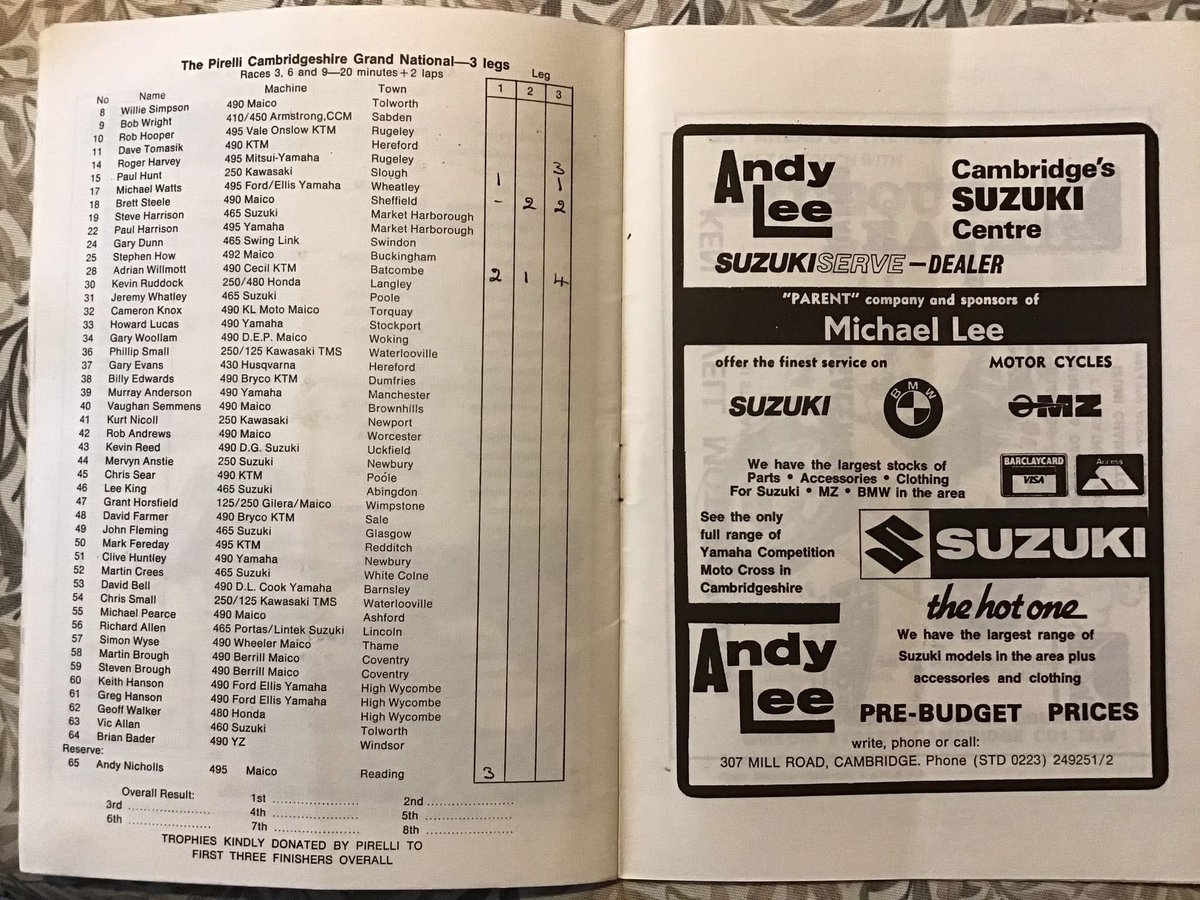 The Pirelli Cambridgeshire Grand National—3 legs
Races 3, 6 and 9—20 minutes+2 laps
Leg
No Name Machine Town 1 2 3
8 Willie Simpson 490 Maico Tolworth
9 Bob Wright 410/450 Armstrong,CCM Sabden
10 Rob Hooper 495 Vale Onslow KTM Rugeley
11 Dave Tomasik 490 KTM Hereford
14 Roger Harvey 495 Mitsui-Yamaha Rugeley
15 Paul Hunt 250 Kawasaki Slough 3
17 Michael Watts 495 Ford/Ellis Yamaha Wheatley 1 1
18 Brett Steele 490 Maico Sheffield - 2 2
19 Steve Harrison 465 Suzuki Market Harborough
22 Paul Harrison 495 Yamaha Market Harborough
24 Gary Dunn 465 Swing Link Swindon
25 Stephen How 492 Maico Buckingham
28 Adrian Willmott 490 Cecil KTM Batcombe
30 Kevin Ruddock 250/480 Honda Langley 2 1 4
31 Jeremy Whatley 465 Suzuki Poole
32 Cameron Knox 490 KL Moto Maico Torquay
33 Howard Lucas 490 Yamaha Stockport
34 Gary Woollam 490 D.E.P. Maico Woking
36 Phillip Small 250/125 Kawasaki TMS Waterlooville
37 Gary Evans 430 Husqvarna Hereford
38 Billy Edwards 490 Bryco KTM Dumfries
39 Murray Anderson 490 Yamaha Manchester
40 Vaughan Semmens 490 Maico Brownhills
41 Kurt Nicoll 250 Kawasaki Newport
42 Rob Andrews 490 Maico Worcester
43 Kevin Reed 490 D.G. Suzuki Uckfield
44 Mervyn Anstie 250 Suzuki Newbury
45 Chris Sear 490 KTM Poole
46 Lee King 465 Suzuki Abingdon
47 Grant Horsfield 125/250 Gilera/Maico Wimpstone
48 David Farmer 490 Bryco KTM Sale
49 John Fleming 465 Suzuki Glasgow
50 Mark Fereday 495 KTM Redditch
51 Clive Huntley 490 Yamaha Newbury
52 Martin Crees 465 Suzuki White Colne
53 David Bell 490 D.L. Cook Yamaha Barnsley
54 Chris Small 250/125 Kawasaki TMS Waterlooville
55 Michael Pearce 490 Maico Ashford
56 Richard Allen 465 Portas/Lintek Suzuki Lincoln
57 Simon Wyse 490 Wheeler Maico Thame
58 Martin Brough 490 Berrill Maico Coventry
59 Steven Brough 490 Berrill Maico Coventry
60 Keith Hanson 490 Ford Ellis Yamaha High Wycombe
61 Greg Hanson 490 Ford Ellis Yamaha High Wycombe
62 Geoff Walker 480 Honda High Wycombe
63 Vic Allan 460 Suzuki Tolworth
64 Brian Bader 490 YZ Windsor
Reserve:
65 Andy Nicholls 495 Maico Reading 3
Overall Result: 1st .................... 2nd ....................
3rd .................... 4th .................... 5th ....................
6th .................... 7th .................... 8th ....................
TROPHIES KINDLY DONATED BY PIRELLI TO
FIRST THREE FINISHERS OVERALL
Andy Lee
Cambridge's
SUZUKI
Centre
SUZUKISERVE–DEALER
"PARENT" company and sponsors of
Michael Lee
offer the finest service on MOTOR CYCLES
SUZUKI BMW MZ
We have the largest stocks of
Parts • Accessories • Clothing
For Suzuki • MZ • BMW in the area
BARCLAYCARD
VISA
Access
See the only
full range of
Yamaha Competition
Moto Cross in
Cambridgeshire
SUZUKI
the hot one
We have the largest range of
Suzuki models in the area plus
accessories and clothing
Andy Lee
PRE-BUDGET PRICES
write, phone or call:
307 MILL ROAD, CAMBRIDGE. Phone (STD 0223) 249251/2